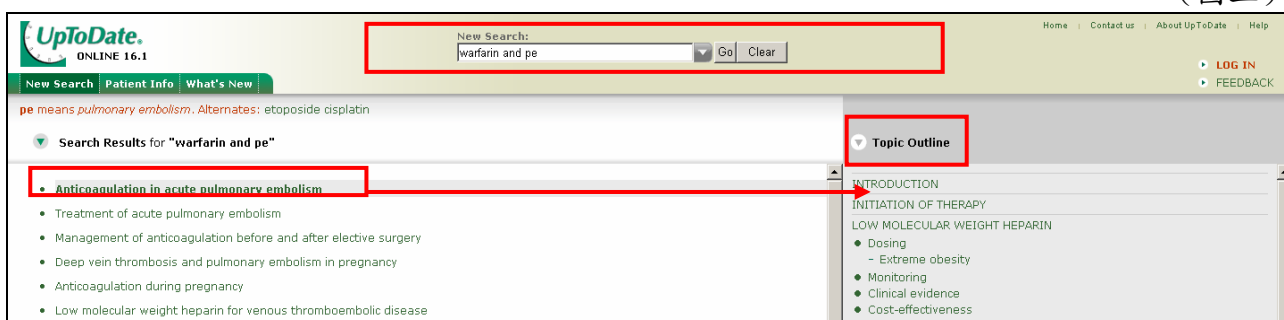 UpToDate.
ONLINE 16.1
New Search:
warfarin and pe
Go Clear
Home Contact us About UpToDate Help
LOG IN
FEEDBACK
New Search Patient Info What's New
pe means pulmonary embolism. Alternates: etoposide cisplatin
Search Results for "warfarin and pe"
• Anticoagulation in acute pulmonary embolism
• Treatment of acute pulmonary embolism
• Management of anticoagulation before and after elective surgery
• Deep vein thrombosis and pulmonary embolism in pregnancy
• Anticoagulation during pregnancy
• Low molecular weight heparin for venous thromboembolic disease
Topic Outline
INTRODUCTION
INITIATION OF THERAPY
LOW MOLECULAR WEIGHT HEPARIN
• Dosing
- Extreme obesity
• Monitoring
• Clinical evidence
• Cost-effectiveness